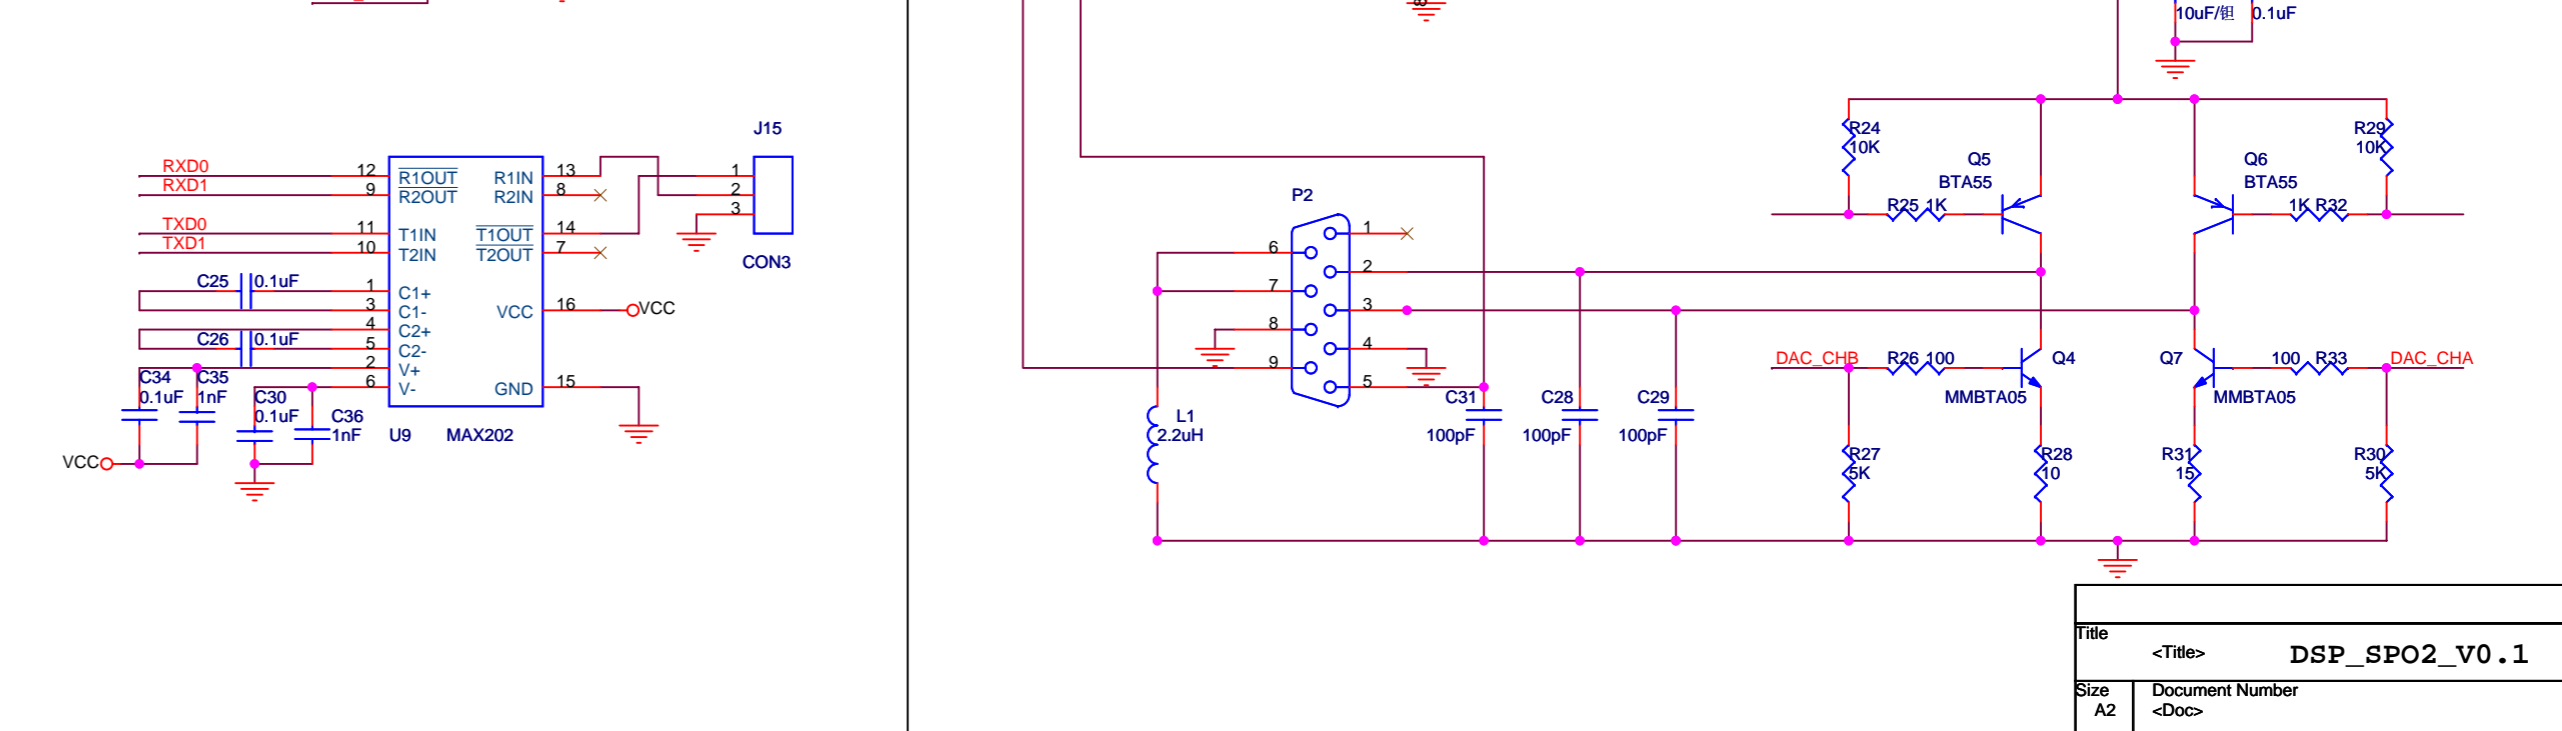 10uF/钽 0.1uF
J15
RXD0 12 R1OUT R1IN 13 1
RXD1 9 R2OUT R2IN 8 2
3
TXD0 11 T1IN T1OUT 14
TXD1 10 T2IN T2OUT 7
CON3
C25 0.1uF 1 C1+
3 C1- VCC 16 VCC
4 C2+
C26 0.1uF 5 C2-
2 V+
6 V- GND 15
C34 C35
0.1uF 1nF
C30
0.1uF C36
1nF
U9 MAX202
VCC
P2
1
6
2
7
3
8
4
9
5
L1
2.2uH
C31 C28 C29
100pF 100pF 100pF
R24 R29
10K 10K
Q5 Q6
BTA55 BTA55
R25 1K 1K R32
DAC_CHB R26 100 Q4 Q7 100 R33 DAC_CHA
MMBTA05 MMBTA05
R27 R28 R31 R30
5K 10 15 5K
Title
<Title> DSP_SPO2_V0.1
Size Document Number
A2 <Doc>